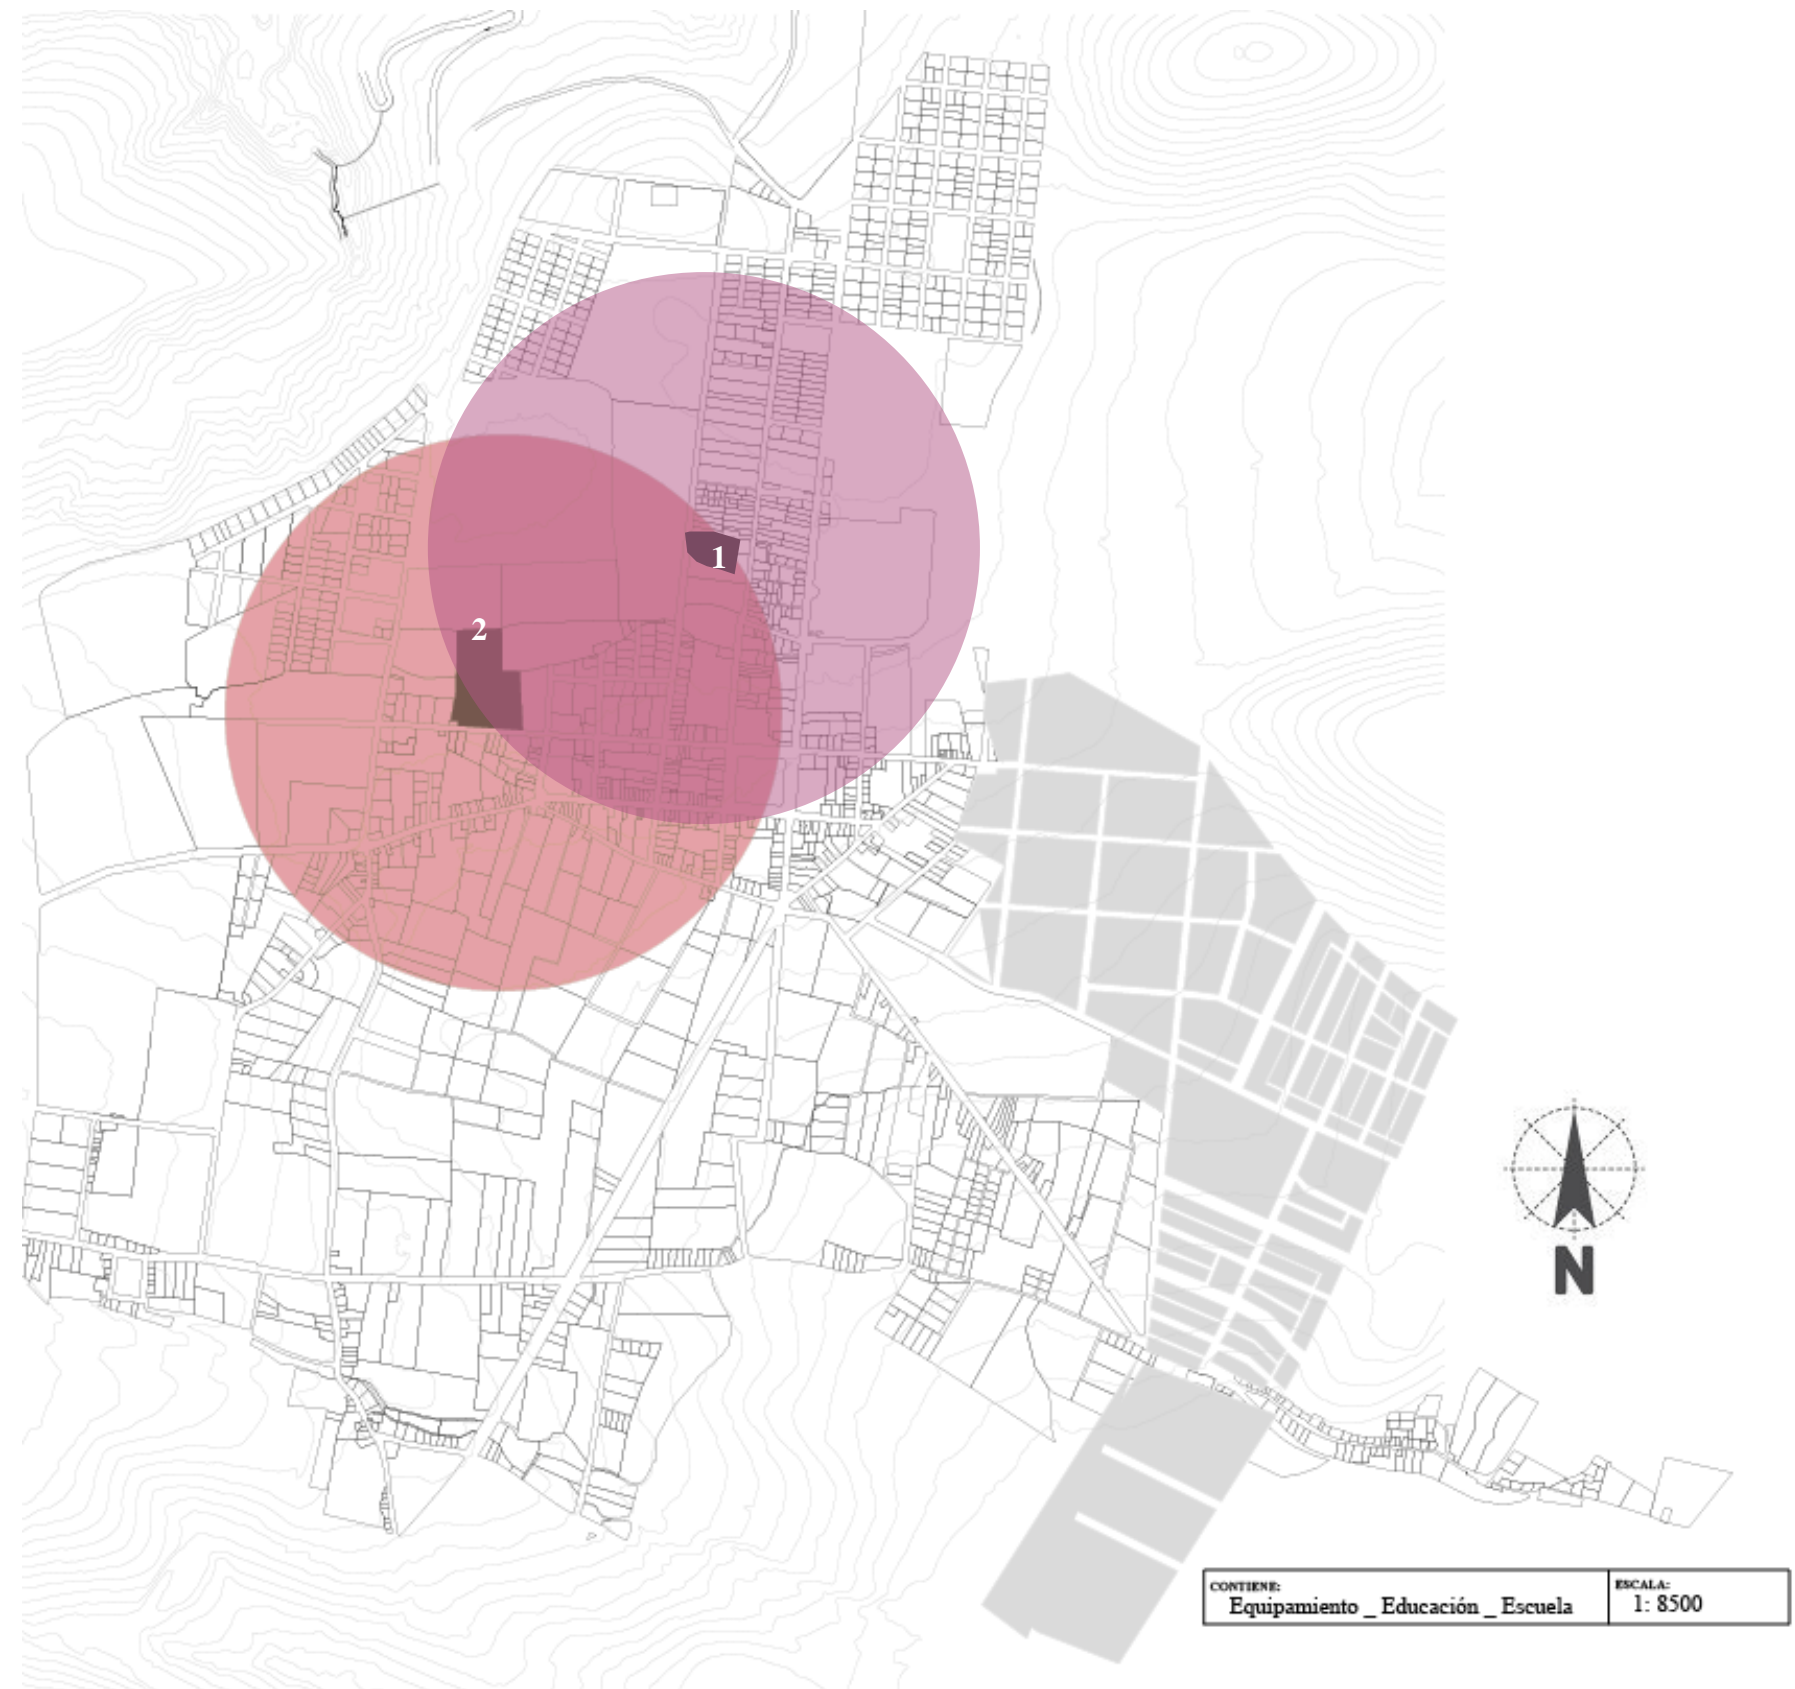 1
2
N
CONTIENE:
Equipamiento _ Educación _ Escuela
ESCALA:
1: 8500